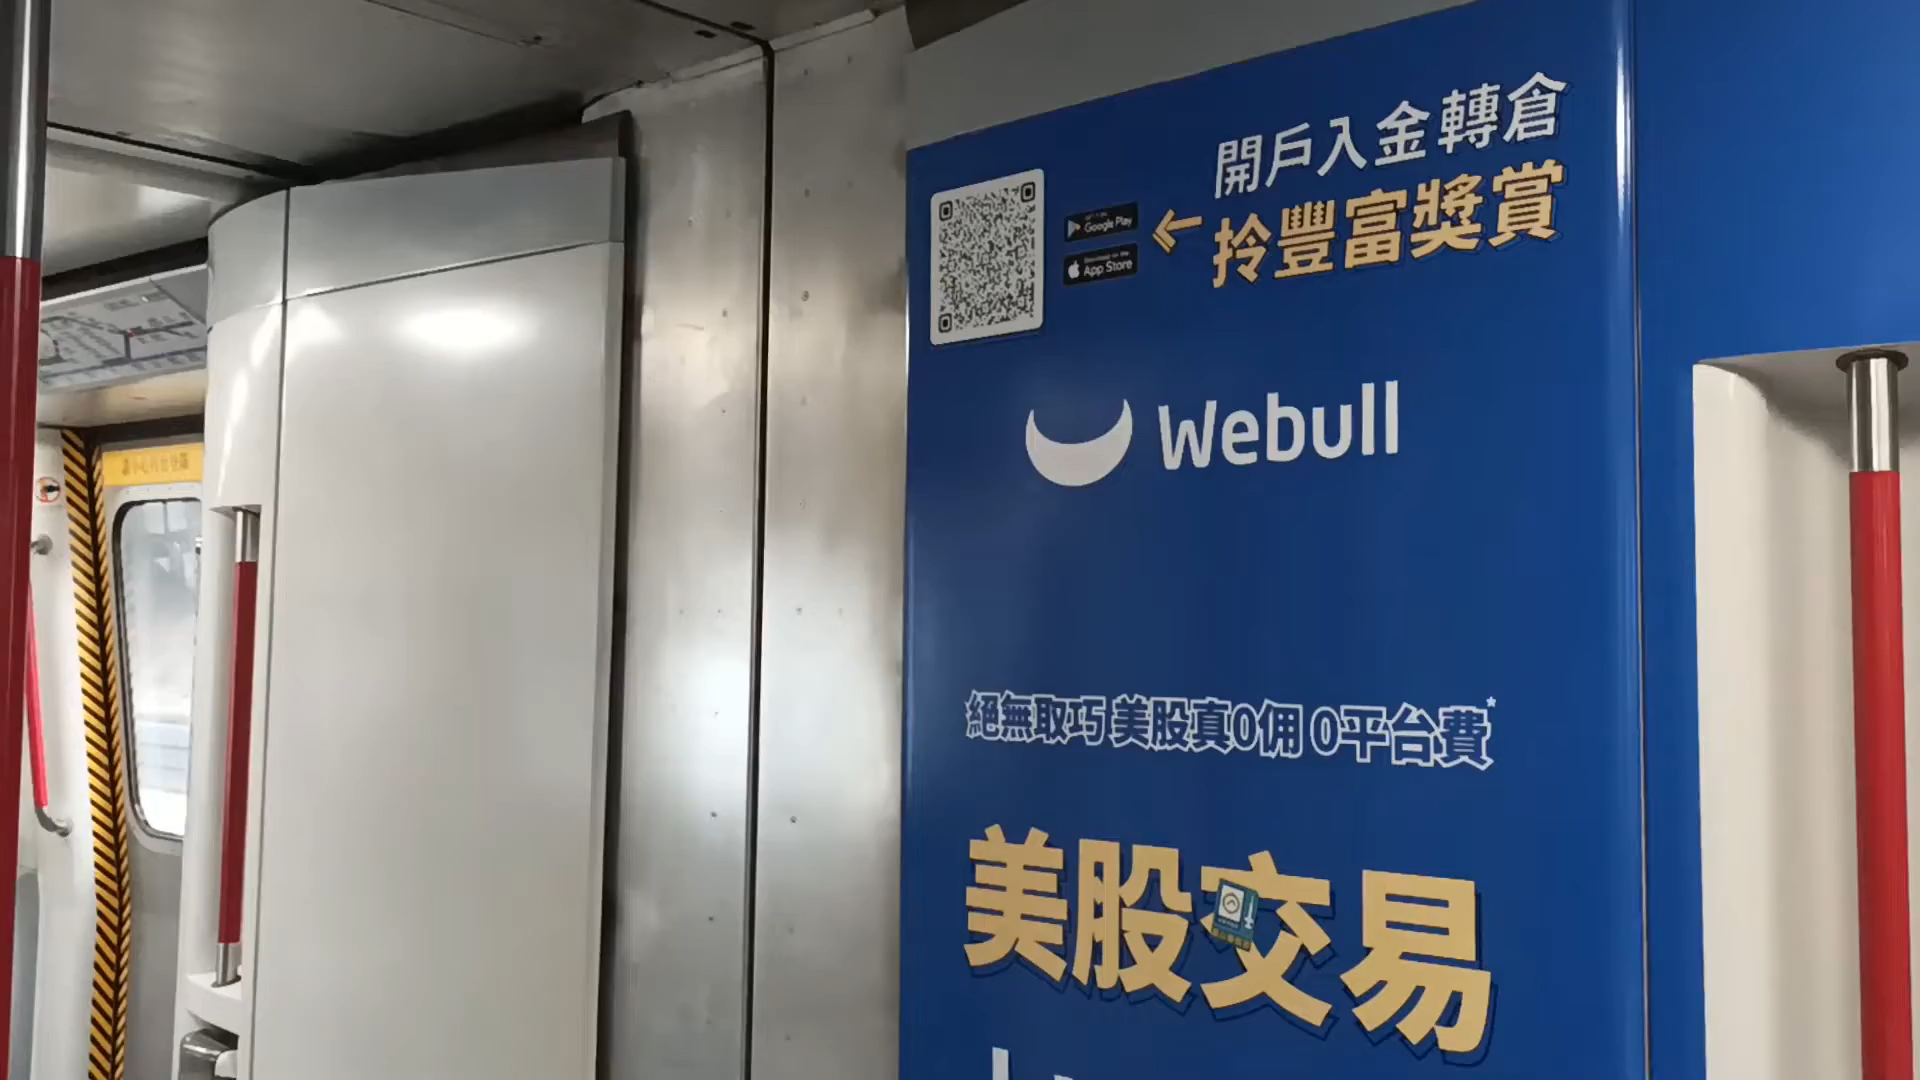 開戶入金轉倉
拎豐富獎賞
Google Play
App Store
Webull
絕無取巧 美股真0佣 0平台費*
美股交易